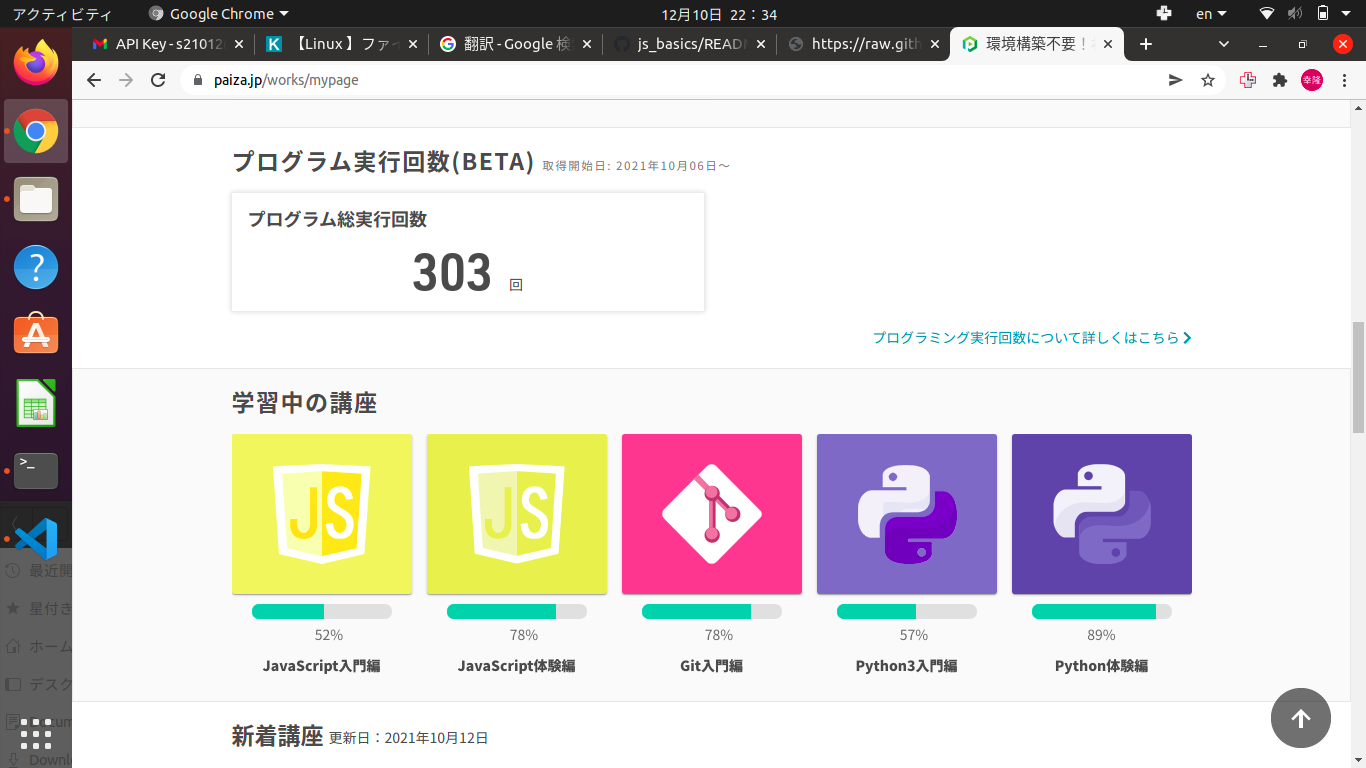 アクティビティ Google Chrome 12月10日 22：34 en
API Key - s21012 【Linux】ファイ 翻訳 - Google 検 js_basics/READ https://raw.gith 環境構築不要！
paiza.jp/works/mypage 幸隆
プログラム実行回数(BETA) 取得開始日: 2021年10月06日～
プログラム総実行回数
303 回
プログラミング実行回数について詳しくはこちら
学習中の講座
JS JS
52% 78% 78% 57% 89%
JavaScript入門編 JavaScript体験編 Git入門編 Python3入門編 Python体験編
最近開
星付き
ホーム
デスク
新着講座 更新日：2021年10月12日
Downl